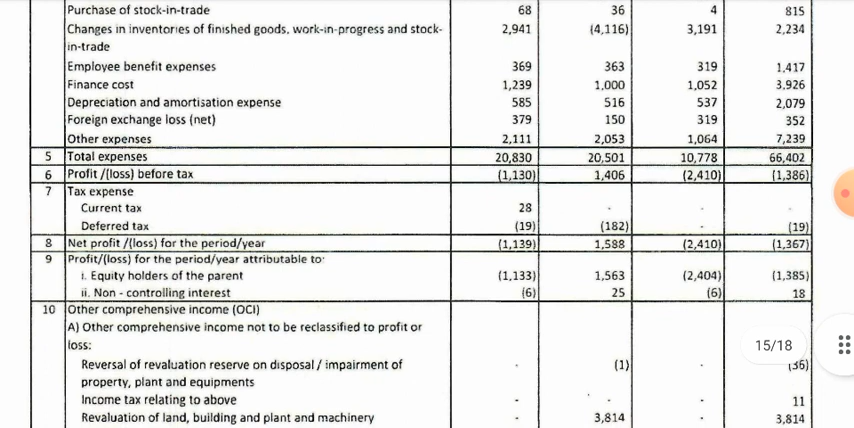 Purchase of stock-in-trade 68 36 4 815
Changes in inventories of finished goods, work-in-progress and stock- 2,941 (4,116) 3,191 2,234
in-trade
Employee benefit expenses 369 363 319 1,417
Finance cost 1,239 1,000 1,052 3,926
Depreciation and amortisation expense 585 516 537 2,079
Foreign exchange loss (net) 379 150 319 352
Other expenses 2,111 2,053 1,064 7,239
5 Total expenses 20,830 20,501 10,778 66,402
6 Profit /(loss) before tax (1,130) 1,406 (2,410) (1,386)
7 Tax expense
Current tax 28 - - -
Deferred tax (19) (182) - (19)
8 Net profit /(loss) for the period/year (1,139) 1,588 (2,410) (1,367)
9 Profit/(loss) for the period/year attributable to:
i. Equity holders of the parent (1,133) 1,563 (2,404) (1,385)
ii. Non - controlling interest (6) 25 (6) 18
10 Other comprehensive income (OCI)
A) Other comprehensive income not to be reclassified to profit or
loss:
15/18
Reversal of revaluation reserve on disposal / impairment of - (1) - (36)
property, plant and equipments
Income tax relating to above - - - 11
Revaluation of land, building and plant and machinery - 3,814 - 3,814